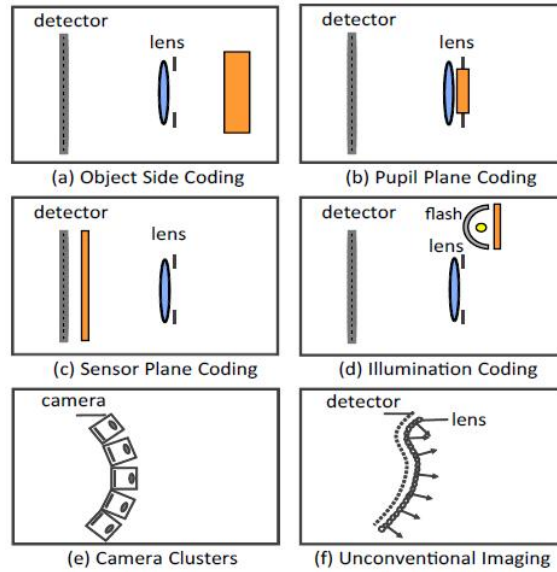 detector
lens
(a) Object Side Coding
detector
lens
(b) Pupil Plane Coding
detector
lens
(c) Sensor Plane Coding
detector
flash
lens
(d) Illumination Coding
camera
(e) Camera Clusters
detector
lens
(f) Unconventional Imaging